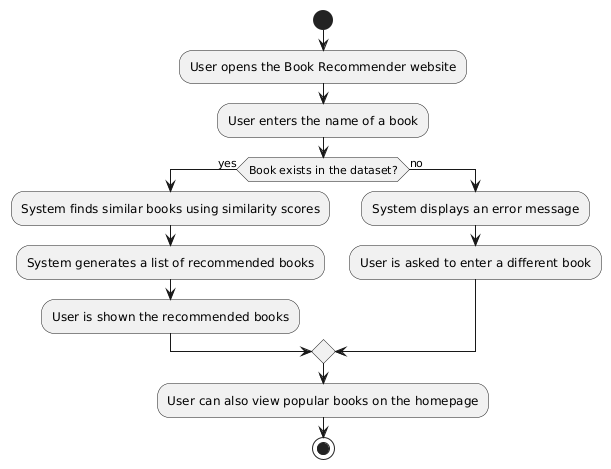 User opens the Book Recommender website
User enters the name of a book
yes
Book exists in the dataset?
no
System finds similar books using similarity scores
System displays an error message
System generates a list of recommended books
User is asked to enter a different book
User is shown the recommended books
User can also view popular books on the homepage